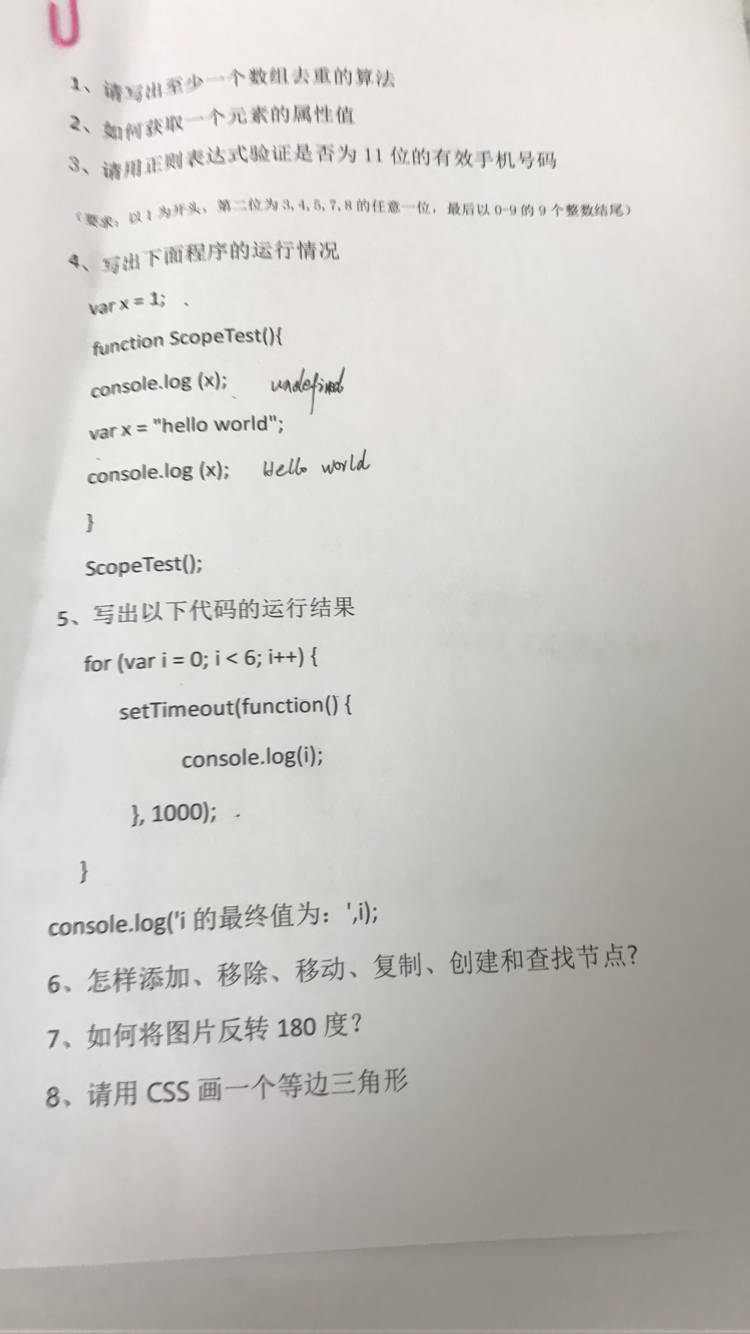 1、请写出至少一个数组去重的算法
2、如何获取一个元素的属性值
3、请用正则表达式验证是否为 11 位的有效手机号码
（要求：以 1 为开头，第二位为 3,4,5,7,8 的任意一位，最后以 0-9 的 9 个整数结尾）
4、写出下面程序的运行情况
var x = 1;
function ScopeTest(){
console.log (x); undefined
var x = "hello world";
console.log (x); Hello world
}
ScopeTest();
5、写出以下代码的运行结果
for (var i = 0; i < 6; i++) {
setTimeout(function() {
console.log(i);
}, 1000);
}
console.log('i 的最终值为：',i);
6、怎样添加、移除、移动、复制、创建和查找节点?
7、如何将图片反转 180 度？
8、请用 CSS 画一个等边三角形